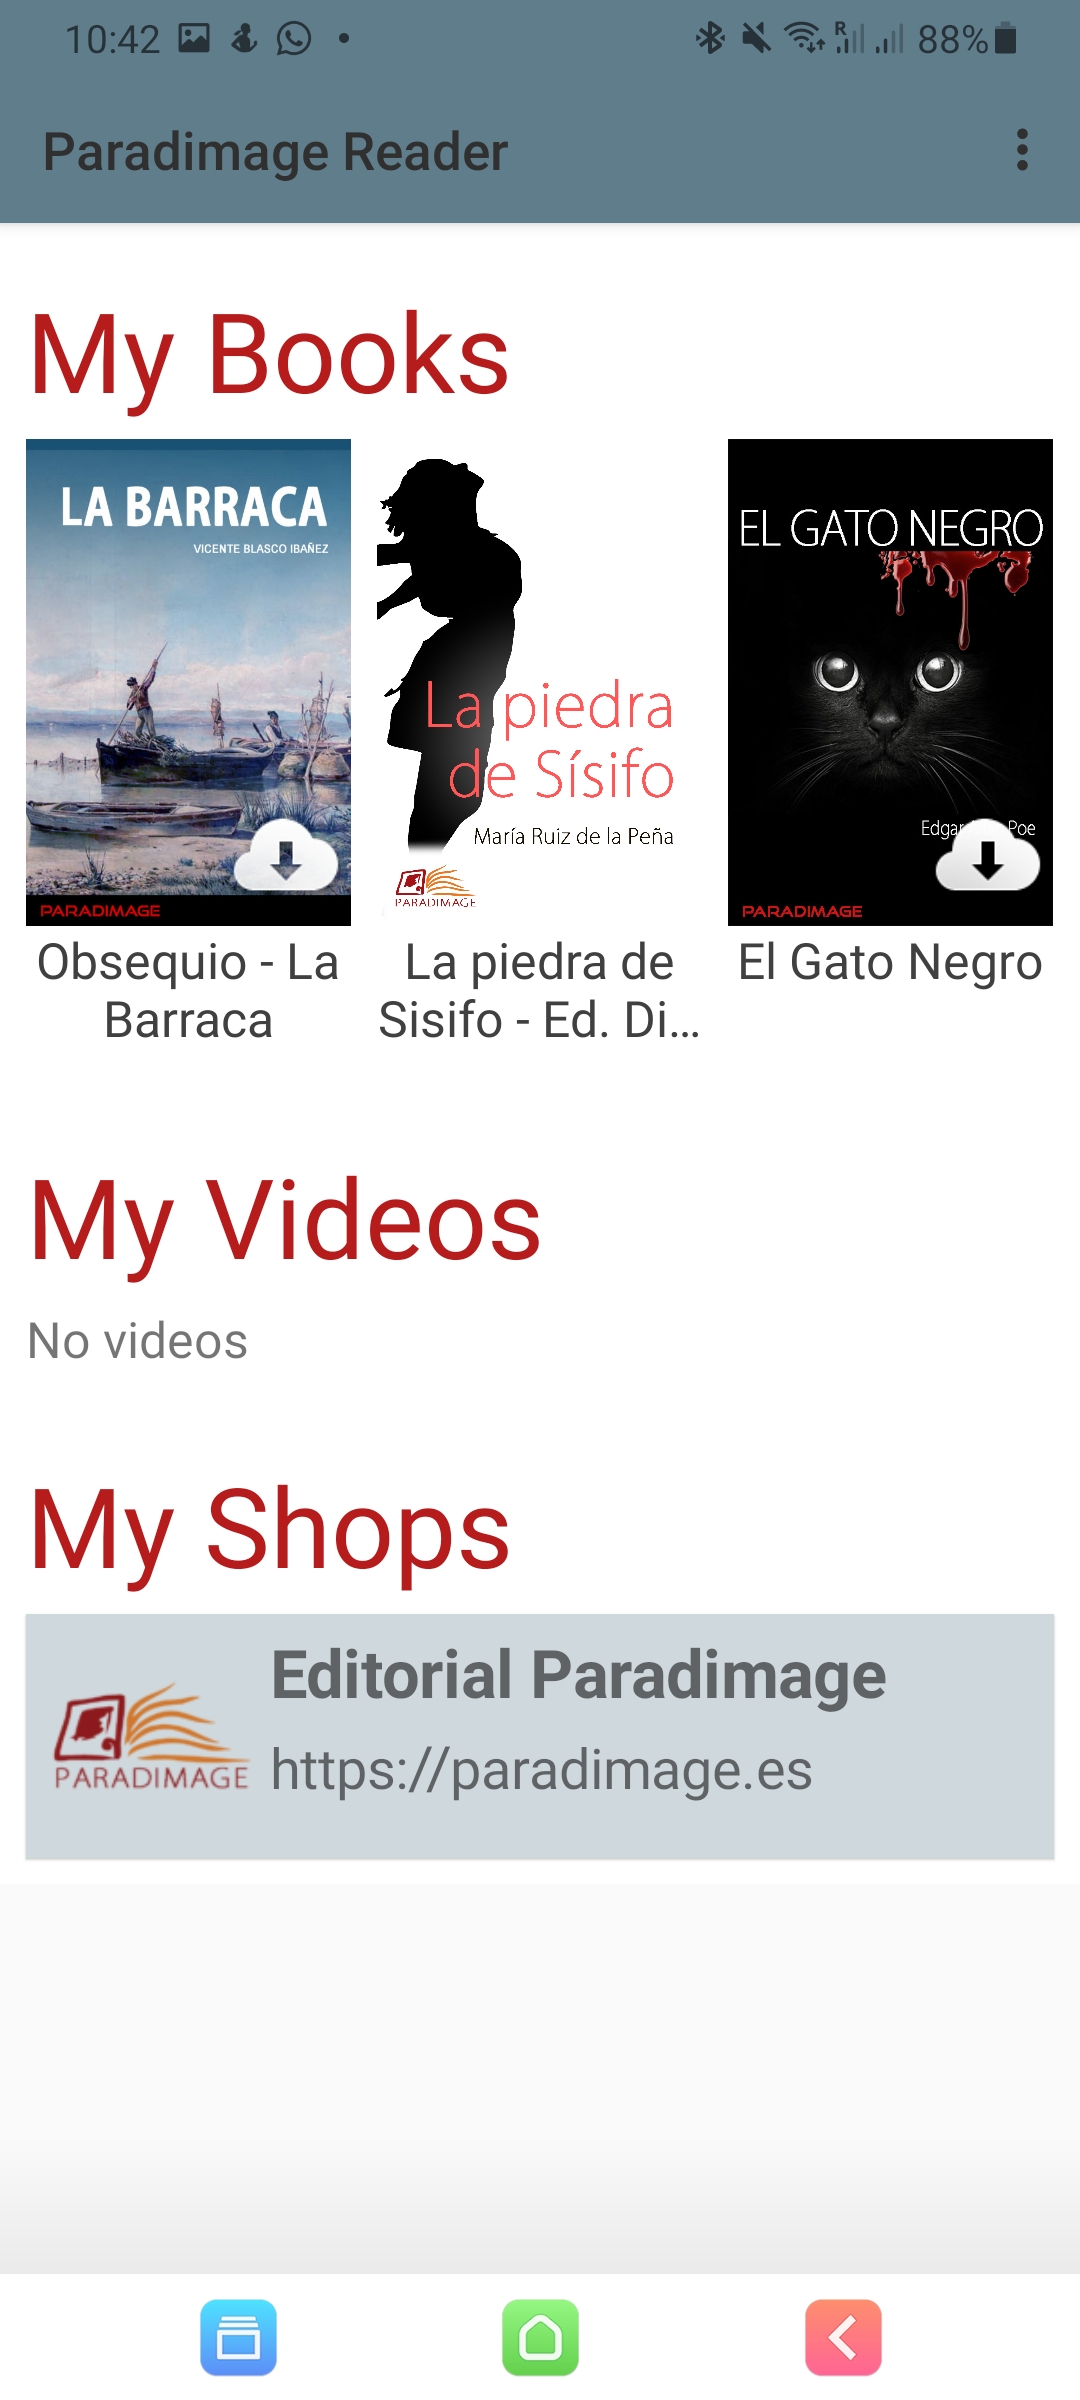 10:42
88%
Paradimage Reader
My Books
LA BARRACA
VICENTE BLASCO IBAÑEZ
PARADIMAGE
Obsequio - La
Barraca
La piedra
de Sísifo
María Ruiz de la Peña
PARADIMAGE
La piedra de
Sisifo - Ed. Di...
EL GATO NEGRO
Poe
PARADIMAGE
El Gato Negro
My Videos
No videos
My Shops
PARADIMAGE
Editorial Paradimage
https://paradimage.es